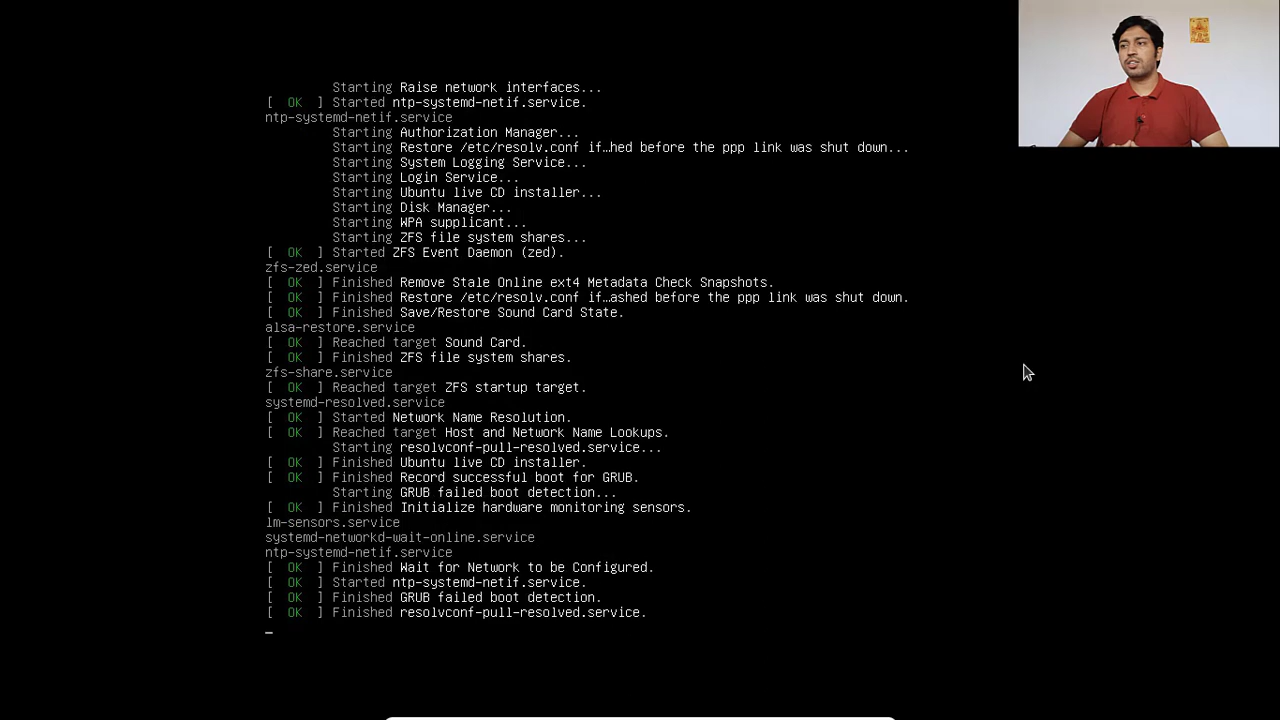 Starting Raise network interfaces...
[  OK  ] Started ntp-systemd-netif.service.
ntp-systemd-netif.service
Starting Authorization Manager...
Starting Restore /etc/resolv.conf if…hed before the ppp link was shut down...
Starting System Logging Service...
Starting Login Service...
Starting Ubuntu live CD installer...
Starting Disk Manager...
Starting WPA supplicant...
Starting ZFS file system shares...
[  OK  ] Started ZFS Event Daemon (zed).
zfs-zed.service
[  OK  ] Finished Remove Stale Online ext4 Metadata Check Snapshots.
[  OK  ] Finished Restore /etc/resolv.conf if…ashed before the ppp link was shut down.
[  OK  ] Finished Save/Restore Sound Card State.
alsa-restore.service
[  OK  ] Reached target Sound Card.
[  OK  ] Finished ZFS file system shares.
zfs-share.service
[  OK  ] Reached target ZFS startup target.
systemd-resolved.service
[  OK  ] Started Network Name Resolution.
[  OK  ] Reached target Host and Network Name Lookups.
Starting resolvconf-pull-resolved.service...
[  OK  ] Finished Ubuntu live CD installer.
[  OK  ] Finished Record successful boot for GRUB.
Starting GRUB failed boot detection...
[  OK  ] Finished Initialize hardware monitoring sensors.
lm-sensors.service
systemd-networkd-wait-online.service
ntp-systemd-netif.service
[  OK  ] Finished Wait for Network to be Configured.
[  OK  ] Started ntp-systemd-netif.service.
[  OK  ] Finished GRUB failed boot detection.
[  OK  ] Finished resolvconf-pull-resolved.service.